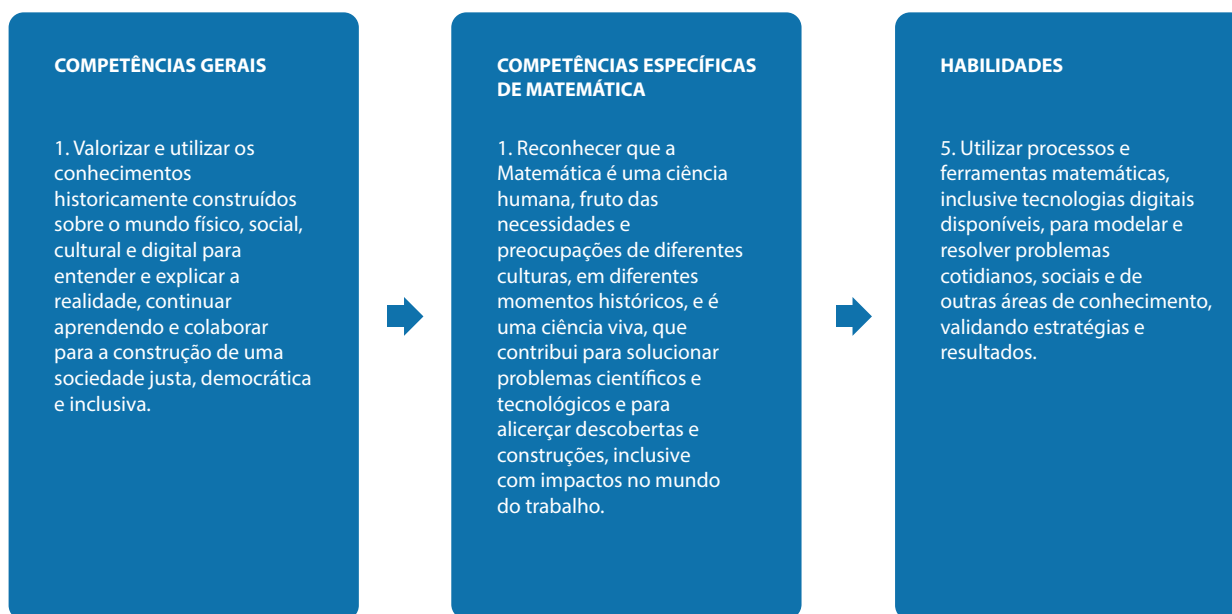 COMPETÊNCIAS GERAIS
1. Valorizar e utilizar os
conhecimentos
historicamente construídos
sobre o mundo físico, social,
cultural e digital para
entender e explicar a
realidade, continuar
aprendendo e colaborar
para a construção de uma
sociedade justa, democrática
e inclusiva.
COMPETÊNCIAS ESPECÍFICAS
DE MATEMÁTICA
1. Reconhecer que a
Matemática é uma ciência
humana, fruto das
necessidades e
preocupações de diferentes
culturas, em diferentes
momentos históricos, e é
uma ciência viva, que
contribui para solucionar
problemas científicos e
tecnológicos e para
alicerçar descobertas e
construções, inclusive
com impactos no mundo
do trabalho.
HABILIDADES
5. Utilizar processos e
ferramentas matemáticas,
inclusive tecnologias digitais
disponíveis, para modelar e
resolver problemas
cotidianos, sociais e de
outras áreas de conhecimento,
validando estratégias e
resultados.